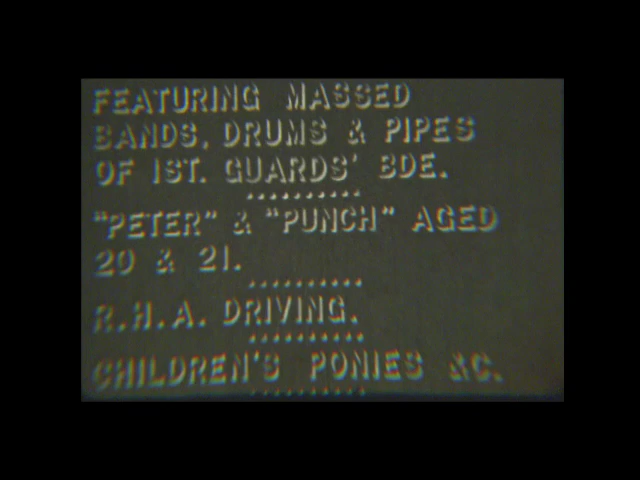 FEATURING MASSED
BANDS, DRUMS & PIPES
OF 1ST. GUARDS' BDE.
..........
"PETER" & "PUNCH" AGED
20 & 21.
..........
R.H.A. DRIVING.
..........
CHILDREN'S PONIES &C.
..........